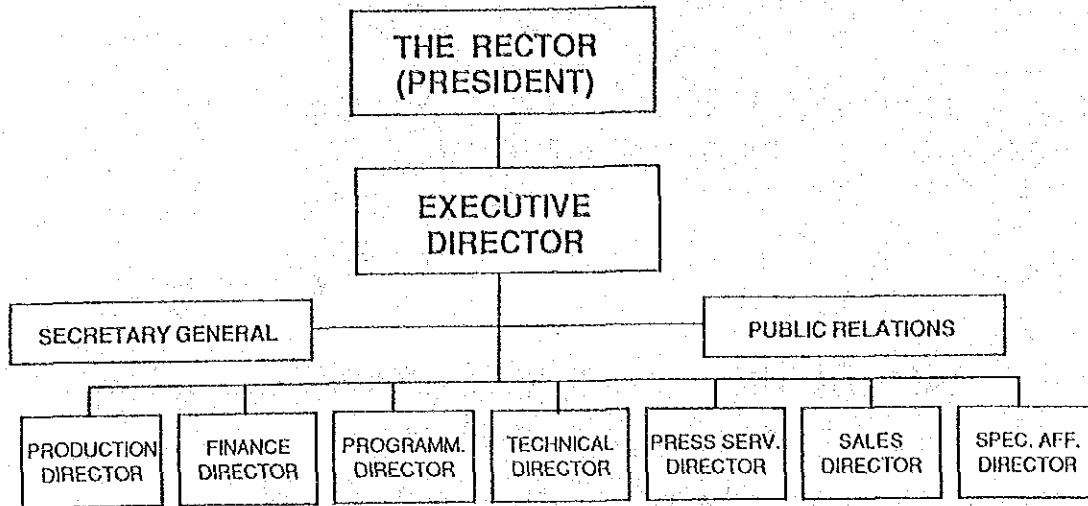 THE RECTOR
(PRESIDENT)
EXECUTIVE
DIRECTOR
SECRETARY GENERAL
PUBLIC RELATIONS
PRODUCTION
DIRECTOR
FINANCE
DIRECTOR
PROGRAMM.
DIRECTOR
TECHNICAL
DIRECTOR
PRESS SERV.
DIRECTOR
SALES
DIRECTOR
SPEC. AFF.
DIRECTOR